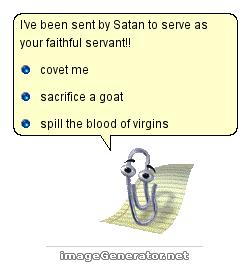 I've been sent by Satan to serve as
your faithful servant!!
covet me
sacrifice a goat
spill the blood of virgins
imageGenerator.net